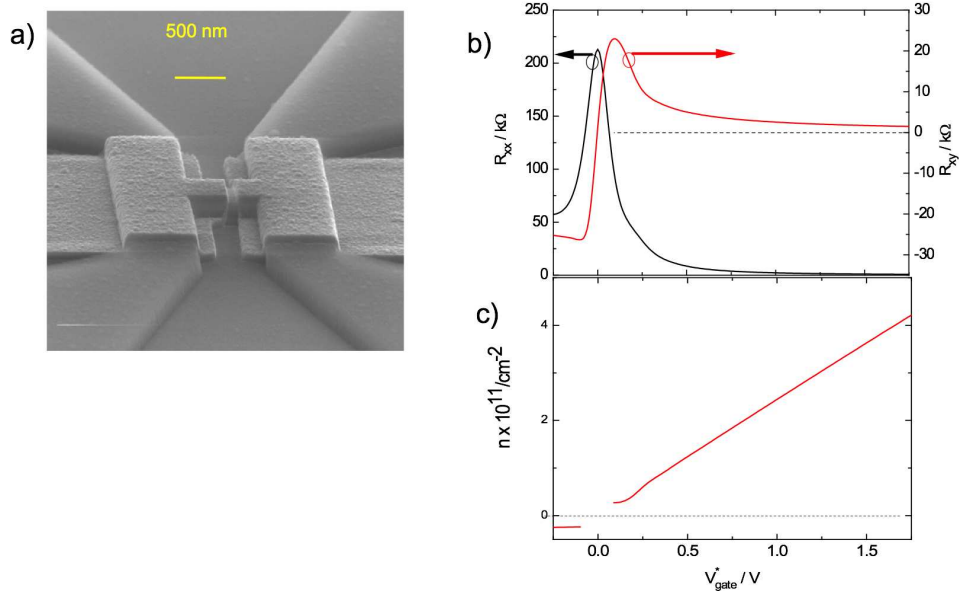 a)
500 nm
b)
R_xx / kΩ
250
200
150
100
50
0
30
20
10
0
-10
-20
-30
R_xy / kΩ
c)
n x 10^11/cm^-2
4
2
0
0.0 0.5 1.0 1.5
V*_gate / V